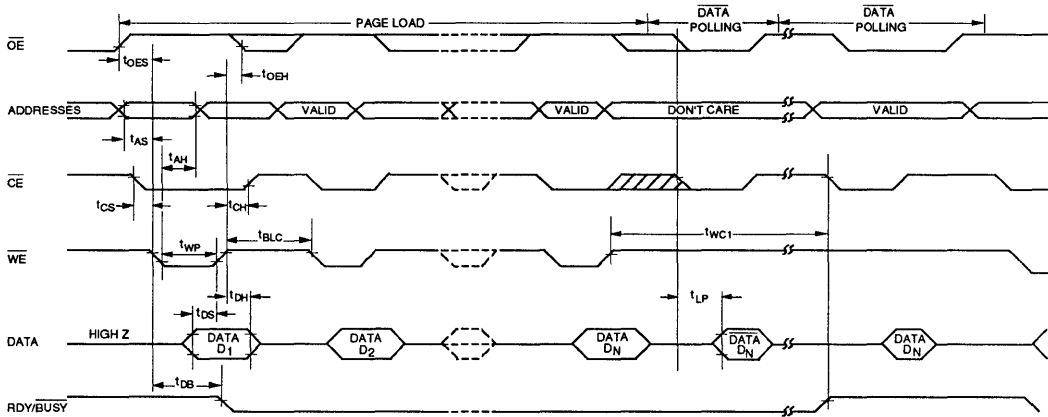 PAGE LOAD
DATA POLLING
DATA POLLING
OE
tOES
tOEH
ADDRESSES
VALID
VALID
DON'T CARE
VALID
tAS
tAH
CE
tCS
tCH
tWP
tBLC
tWC1
WE
tDH
tDS
tLP
HIGH Z
DATA
DATA D1
DATA D2
DATA DN
DATA DN
DATA DN
tDB
RDY/BUSY